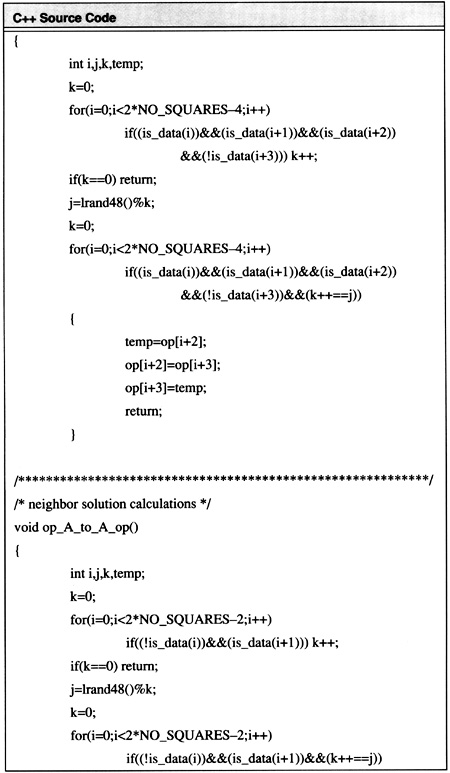 C++ Source Code
{
int i,j,k,temp;
k=0;
for(i=0;i<2*NO_SQUARES–4;i++)
if((is_data(i))&&(is_data(i+1))&&(is_data(i+2))
&&(!is_data(i+3))) k++;
if(k==0) return;
j=lrand48()%k;
k=0;
for(i=0;i<2*NO_SQUARES–4;i++)
if((is_data(i))&&(is_data(i+1))&&(is_data(i+2))
&&(!is_data(i+3))&&(k++==j))
{
temp=op[i+2];
op[i+2]=op[i+3];
op[i+3]=temp;
return;
}
/***********************************************************/
/* neighbor solution calculations */
void op_A_to_A_op()
{
int i,j,k,temp;
k=0;
for(i=0;i<2*NO_SQUARES–2;i++)
if((!is_data(i))&&(is_data(i+1))) k++;
if(k==0) return;
j=lrand48()%k;
k=0;
for(i=0;i<2*NO_SQUARES–2;i++)
if((!is_data(i))&&(is_data(i+1))&&(k++==j))